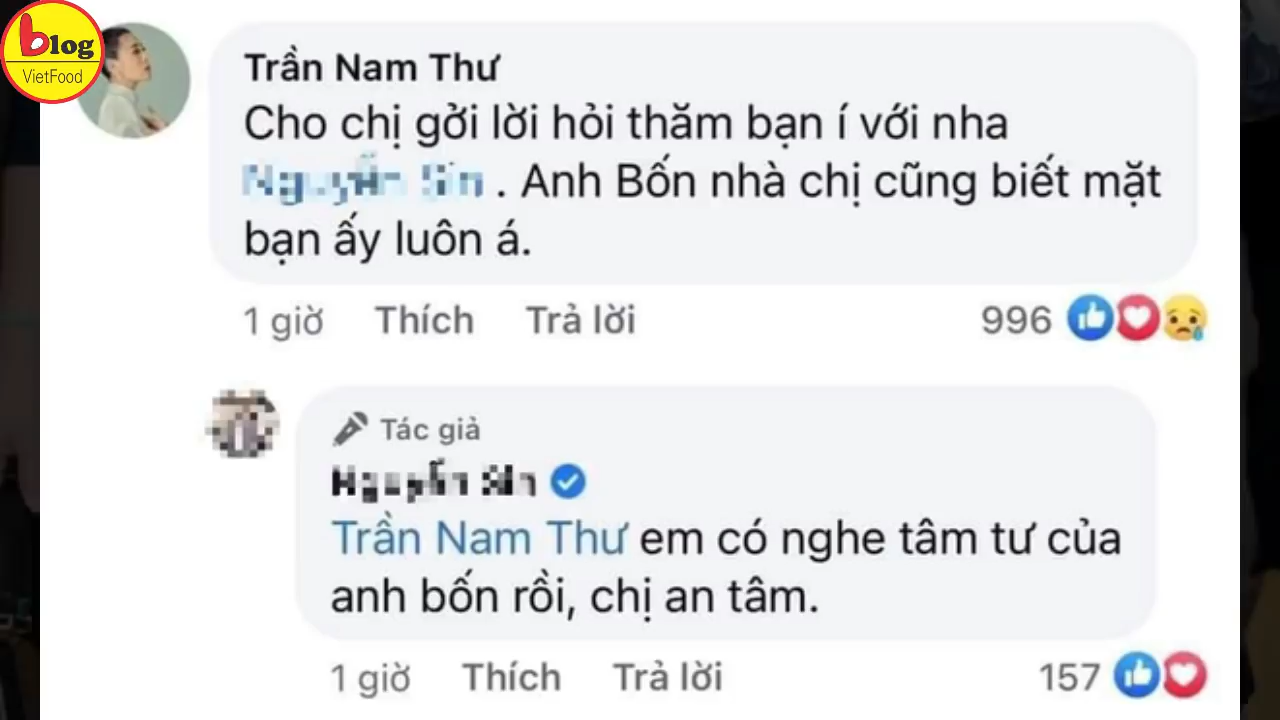 blog
VietFood
Trần Nam Thư
Cho chị gởi lời hỏi thăm bạn í với nha
. Anh Bốn nhà chị cũng biết mặt
bạn ấy luôn á.
1 giờ Thích Trả lời 996
Tác giả
Trần Nam Thư em có nghe tâm tư của
anh bốn rồi, chị an tâm.
1 giờ Thích Trả lời 157